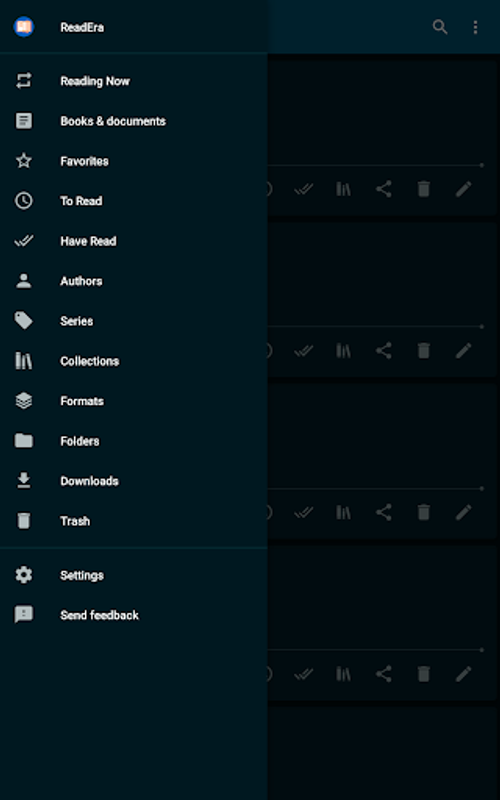 ReadEra
Reading Now
Books & documents
Favorites
To Read
Have Read
Authors
Series
Collections
Formats
Folders
Downloads
Trash
Settings
Send feedback